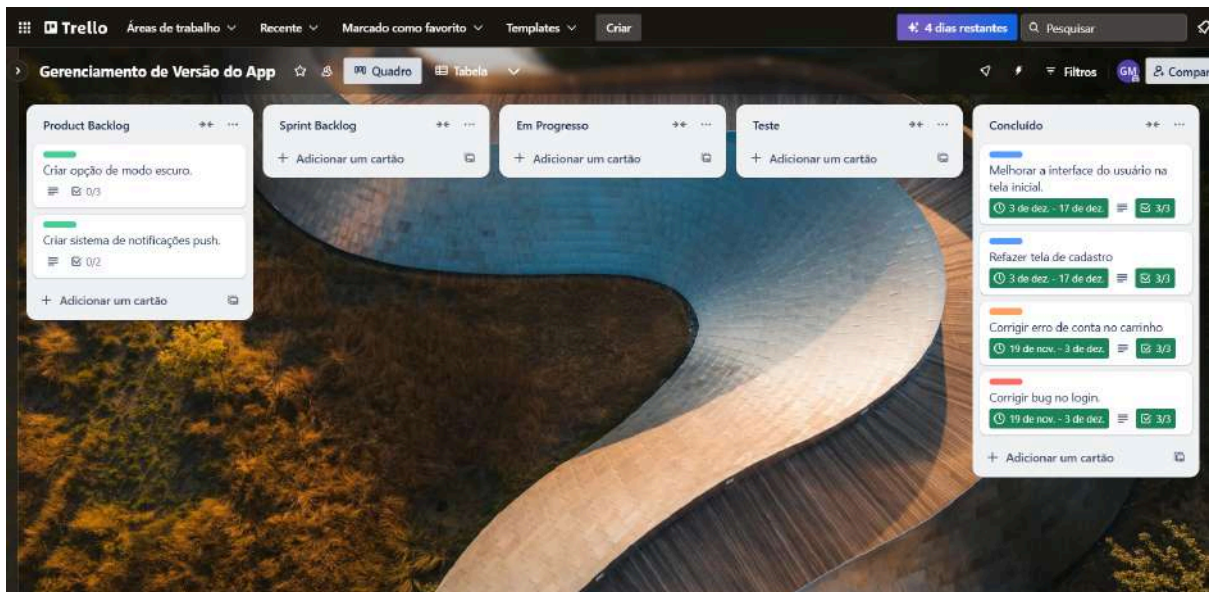 Trello Áreas de trabalho Recente Marcado como favorito Templates Criar 4 dias restantes Pesquisar
Gerenciamento de Versão do App Quadro Tabela Filtros GM Compar
Product Backlog
Criar opção de modo escuro.
0/3
Criar sistema de notificações push.
0/2
+ Adicionar um cartão
Sprint Backlog
+ Adicionar um cartão
Em Progresso
+ Adicionar um cartão
Teste
+ Adicionar um cartão
Concluído
Melhorar a interface do usuário na
tela inicial.
3 de dez. - 17 de dez. 3/3
Refazer tela de cadastro
3 de dez. - 17 de dez. 3/3
Corrigir erro de conta no carrinho
19 de nov. - 3 de dez. 3/3
Corrigir bug no login.
19 de nov. - 3 de dez. 3/3
+ Adicionar um cartão